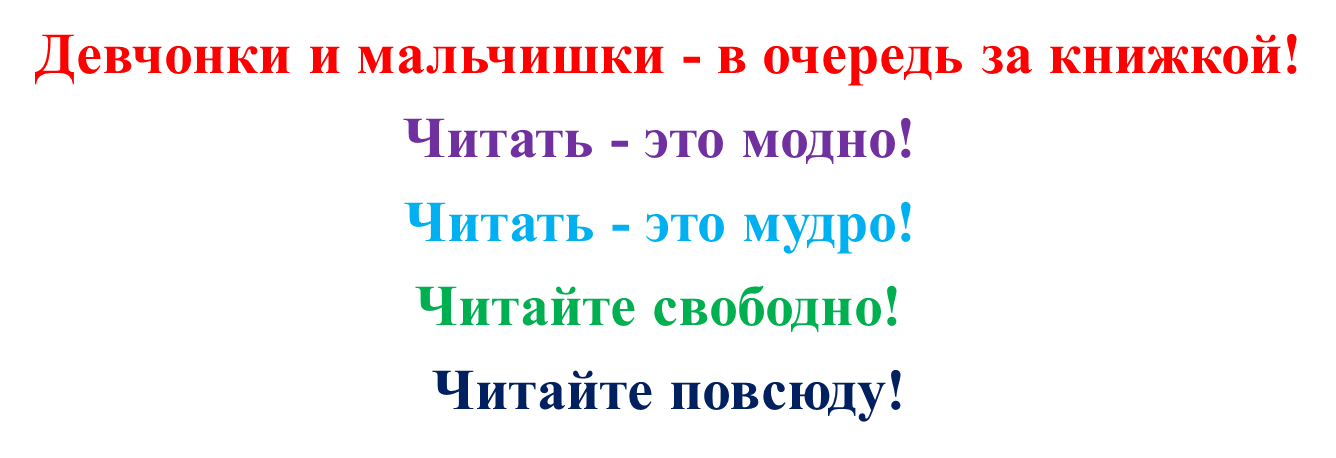 Девчонки и мальчишки - в очередь за книжкой!
Читать - это модно!
Читать - это мудро!
Читайте свободно!
Читайте повсюду!